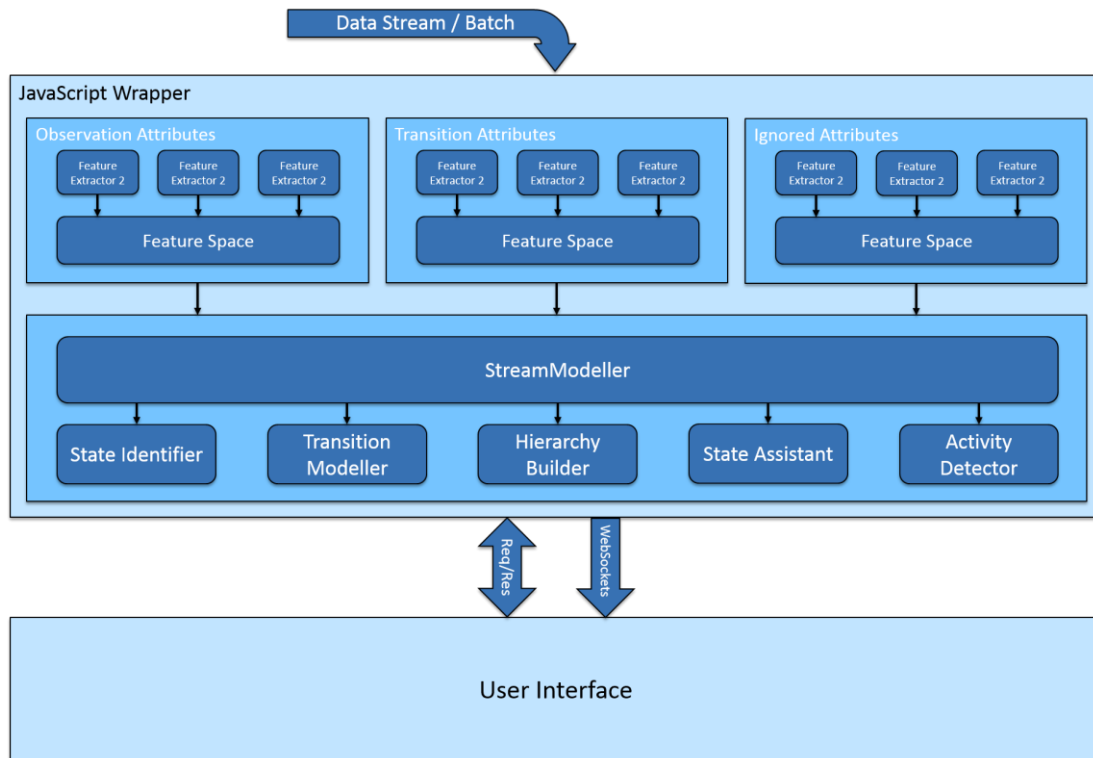 Data Stream / Batch
JavaScript Wrapper
Observation Attributes
Feature
Extractor 2
Feature
Extractor 2
Feature
Extractor 2
Feature Space
Transition Attributes
Feature
Extractor 2
Feature
Extractor 2
Feature
Extractor 2
Feature Space
Ignored Attributes
Feature
Extractor 2
Feature
Extractor 2
Feature
Extractor 2
Feature Space
StreamModeller
State Identifier
Transition
Modeller
Hierarchy
Builder
State Assistant
Activity
Detector
Req/Res
WebSockets
User Interface